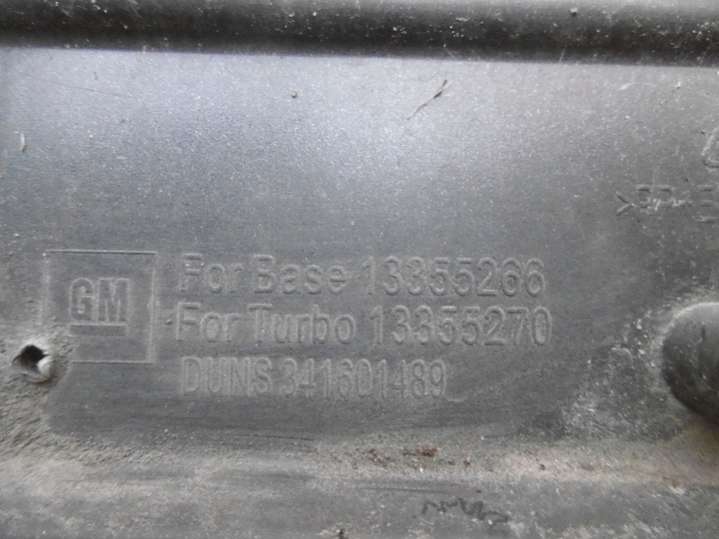 GM
For Base 13355266
For Turbo 13355270
DUNS 341601489